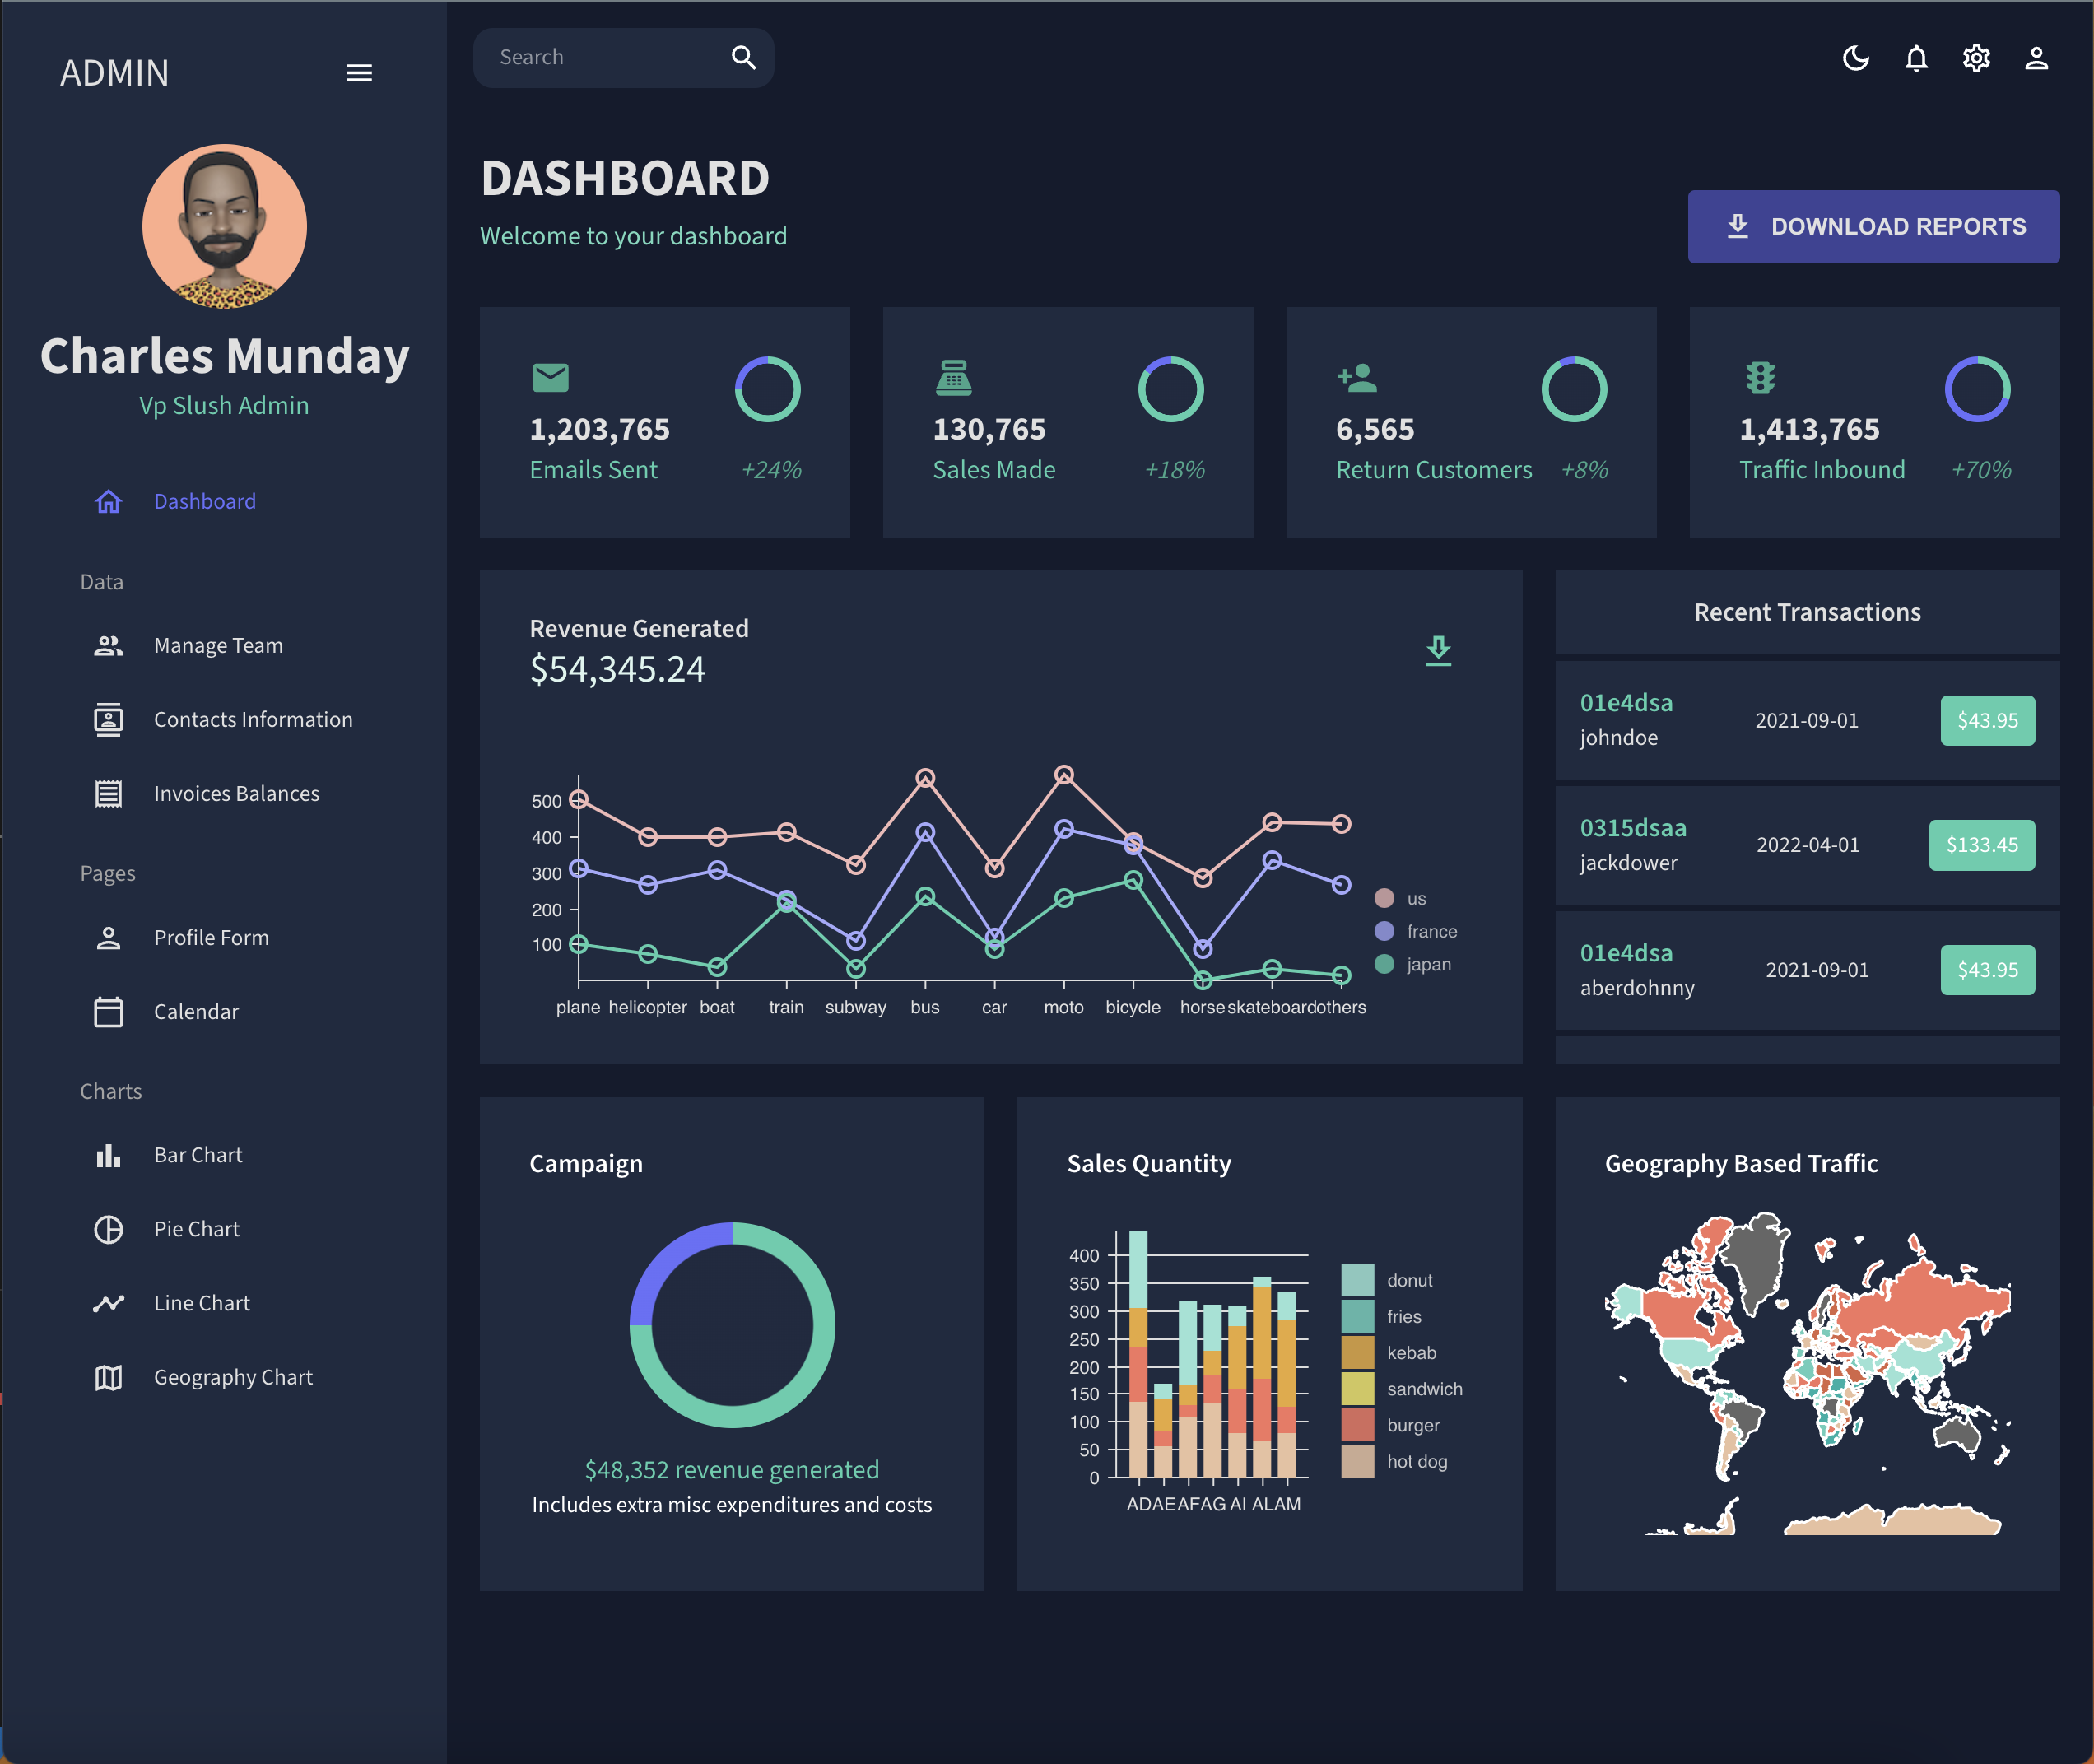 ADMIN
Charles Munday
Vp Slush Admin
Dashboard
Data
Manage Team
Contacts Information
Invoices Balances
Pages
Profile Form
Calendar
Charts
Bar Chart
Pie Chart
Line Chart
Geography Chart
Search
DASHBOARD
Welcome to your dashboard
DOWNLOAD REPORTS
1,203,765
Emails Sent +24%
130,765
Sales Made +18%
6,565
Return Customers +8%
1,413,765
Traffic Inbound +70%
Revenue Generated
$54,345.24
500
400
300
200
100
plane helicopter boat train subway bus car moto bicycle horse skateboard others
us
france
japan
Recent Transactions
01e4dsa
johndoe
2021-09-01
$43.95
0315dsaa
jackdower
2022-04-01
$133.45
01e4dsa
aberdohnny
2021-09-01
$43.95
Campaign
$48,352 revenue generated
Includes extra misc expenditures and costs
Sales Quantity
400
350
300
250
200
150
100
50
0
AD AE AF AG AI AL AM
donut
fries
kebab
sandwich
burger
hot dog
Geography Based Traffic